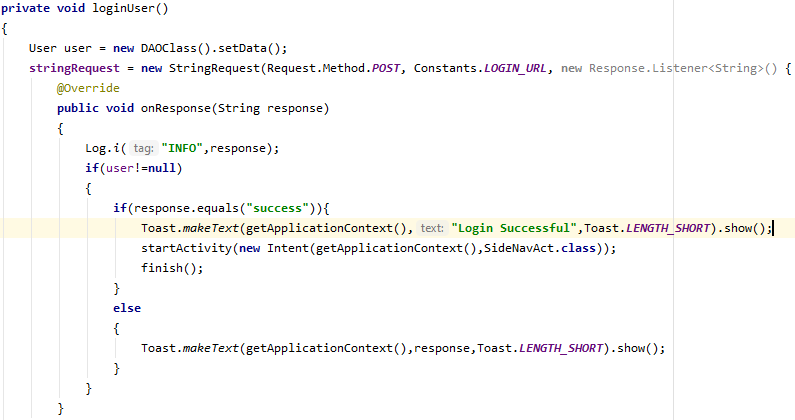 private void loginUser()
{
User user = new DAOClass().setData();
stringRequest = new StringRequest(Request.Method.POST, Constants.LOGIN_URL, new Response.Listener<String>() {
@Override
public void onResponse(String response)
{
Log.i( tag: "INFO",response);
if(user!=null)
{
if(response.equals("success")){
Toast.makeText(getApplicationContext(), text: "Login Successful",Toast.LENGTH_SHORT).show();
startActivity(new Intent(getApplicationContext(),SideNavAct.class));
finish();
}
else
{
Toast.makeText(getApplicationContext(),response,Toast.LENGTH_SHORT).show();
}
}
}